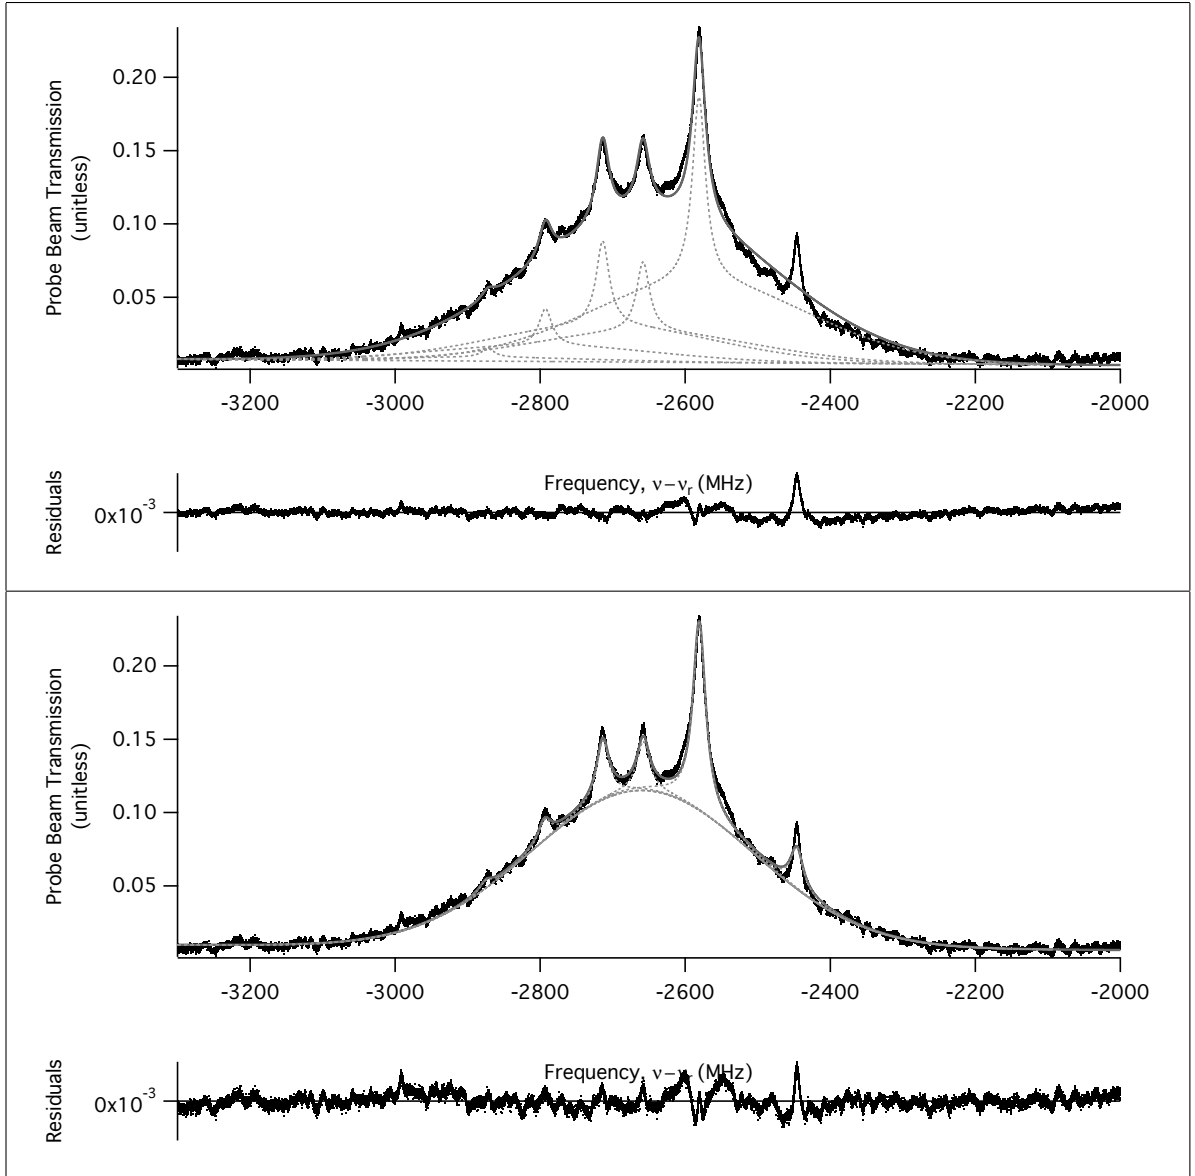 Probe Beam Transmission
(unitless)
0.20
0.15
0.10
0.05
-3200 -3000 -2800 -2600 -2400 -2200 -2000
Frequency, ν−νr (MHz)
Residuals
0x10-3
Probe Beam Transmission
(unitless)
0.20
0.15
0.10
0.05
-3200 -3000 -2800 -2600 -2400 -2200 -2000
Frequency, ν− (MHz)
Residuals
0x10-3